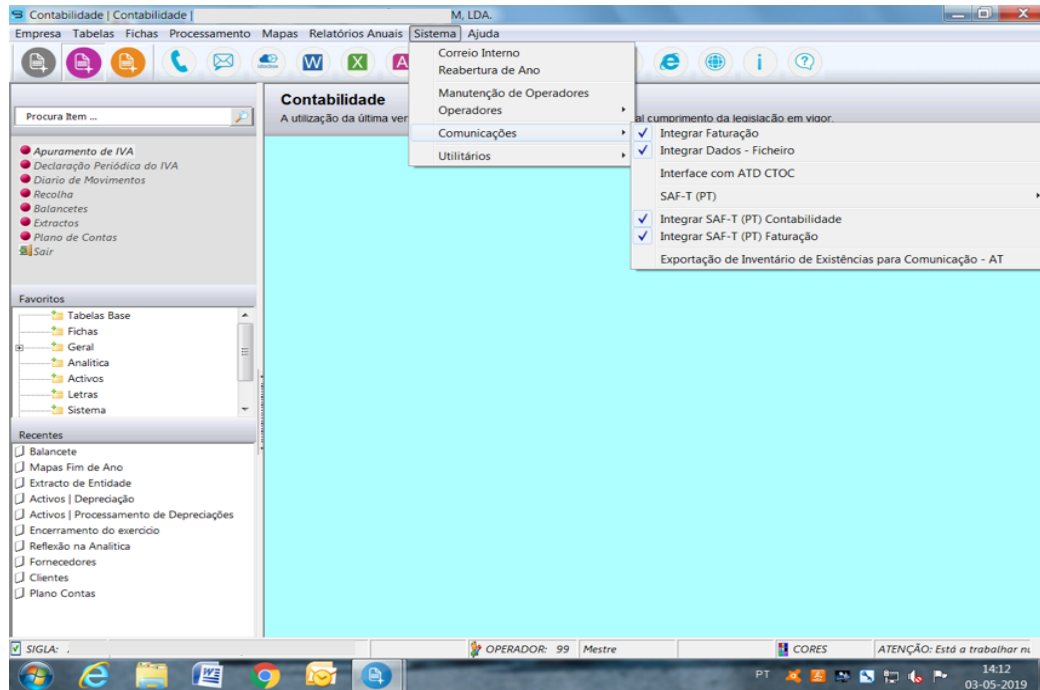 Contabilidade | Contabilidade | M, LDA.
Empresa Tabelas Fichas Processamento Mapas Relatórios Anuais Sistema Ajuda
Correio Interno
Reabertura de Ano
Manutenção de Operadores
Operadores
Comunicações
Utilitários
Contabilidade
A utilização da última ver
al cumprimento da legislação em vigor.
Integrar Faturação
Integrar Dados - Ficheiro
Interface com ATD CTOC
SAF-T (PT)
Integrar SAF-T (PT) Contabilidade
Integrar SAF-T (PT) Faturação
Exportação de Inventário de Existências para Comunicação - AT
Procura Item ...
Apuramento de IVA
Declaração Periódica do IVA
Diario de Movimentos
Recolha
Balancetes
Extractos
Plano de Contas
Sair
Favoritos
Tabelas Base
Fichas
Geral
Analitica
Activos
Letras
Sistema
Recentes
Balancete
Mapas Fim de Ano
Extracto de Entidade
Activos | Depreciação
Activos | Processamento de Depreciações
Encerramento do exercicio
Reflexão na Analitica
Fornecedores
Clientes
Plano Contas
SIGLA: OPERADOR: 99 Mestre CORES ATENÇÃO: Está a trabalhar nu
PT 14:12
03-05-2019